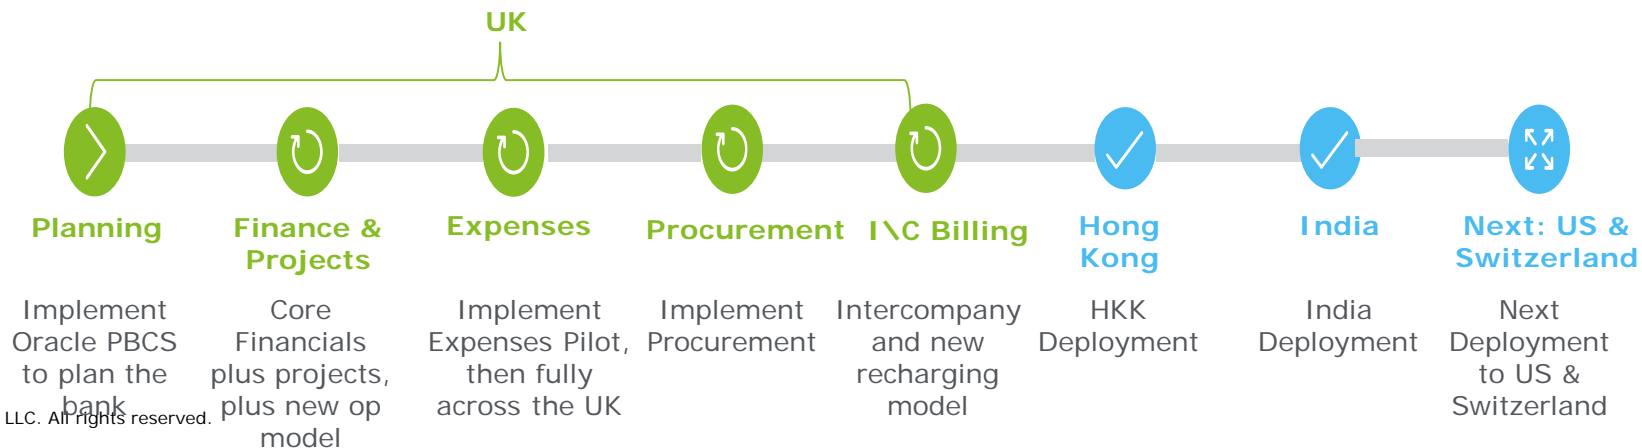 UK
Planning
Implement
Oracle PBCS
to plan the
bank
Finance &
Projects
Core
Financials
plus projects,
plus new op
model
Expenses
Implement
Expenses Pilot,
then fully
across the UK
Procurement
Implement
Procurement
I\C Billing
Intercompany
and new
recharging
model
Hong
Kong
HKK
Deployment
India
India
Deployment
Next: US &
Switzerland
Next
Deployment
to US &
Switzerland
LLC. All rights reserved.